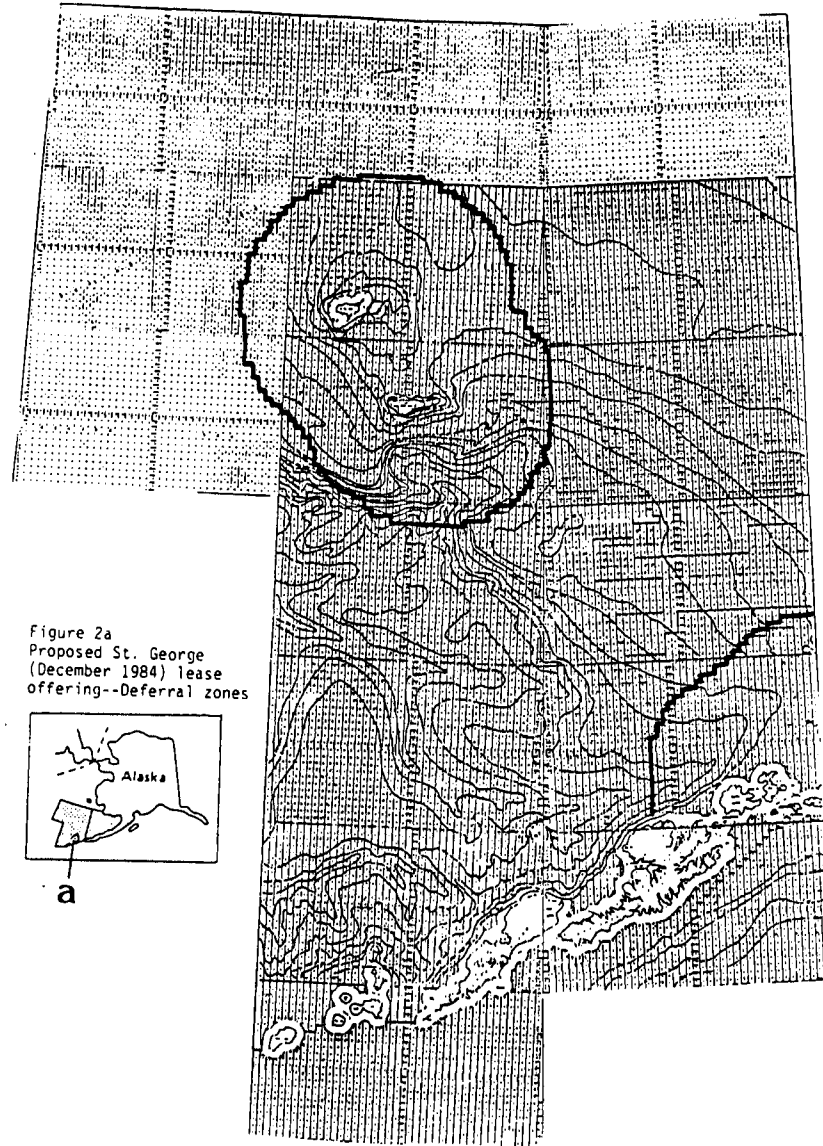 Figure 2a
Proposed St. George
(December 1984) lease
offering--Deferral zones
Alaska
a